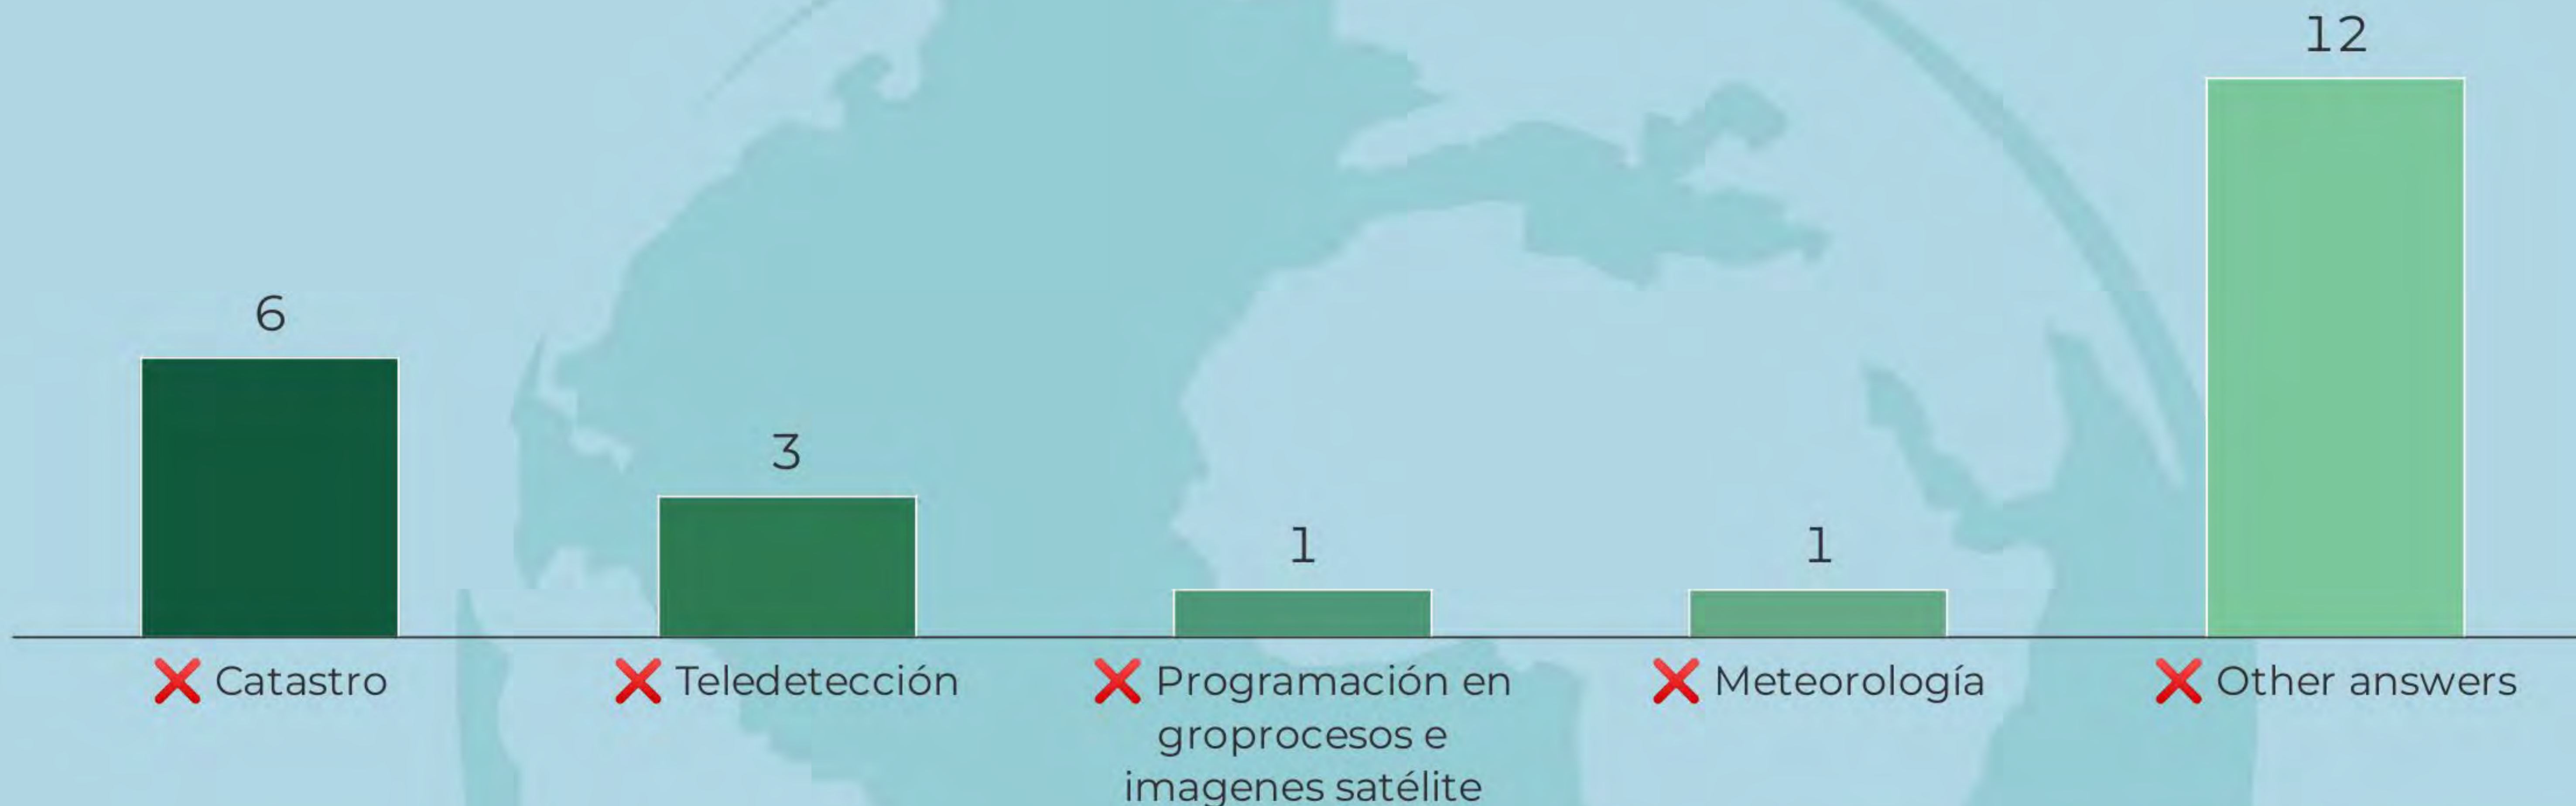 12
6
3
1
1
❌ Catastro
❌ Teledetección
❌ Programación en
groprocesos e
imagenes satélite
❌ Meteorología
❌ Other answers